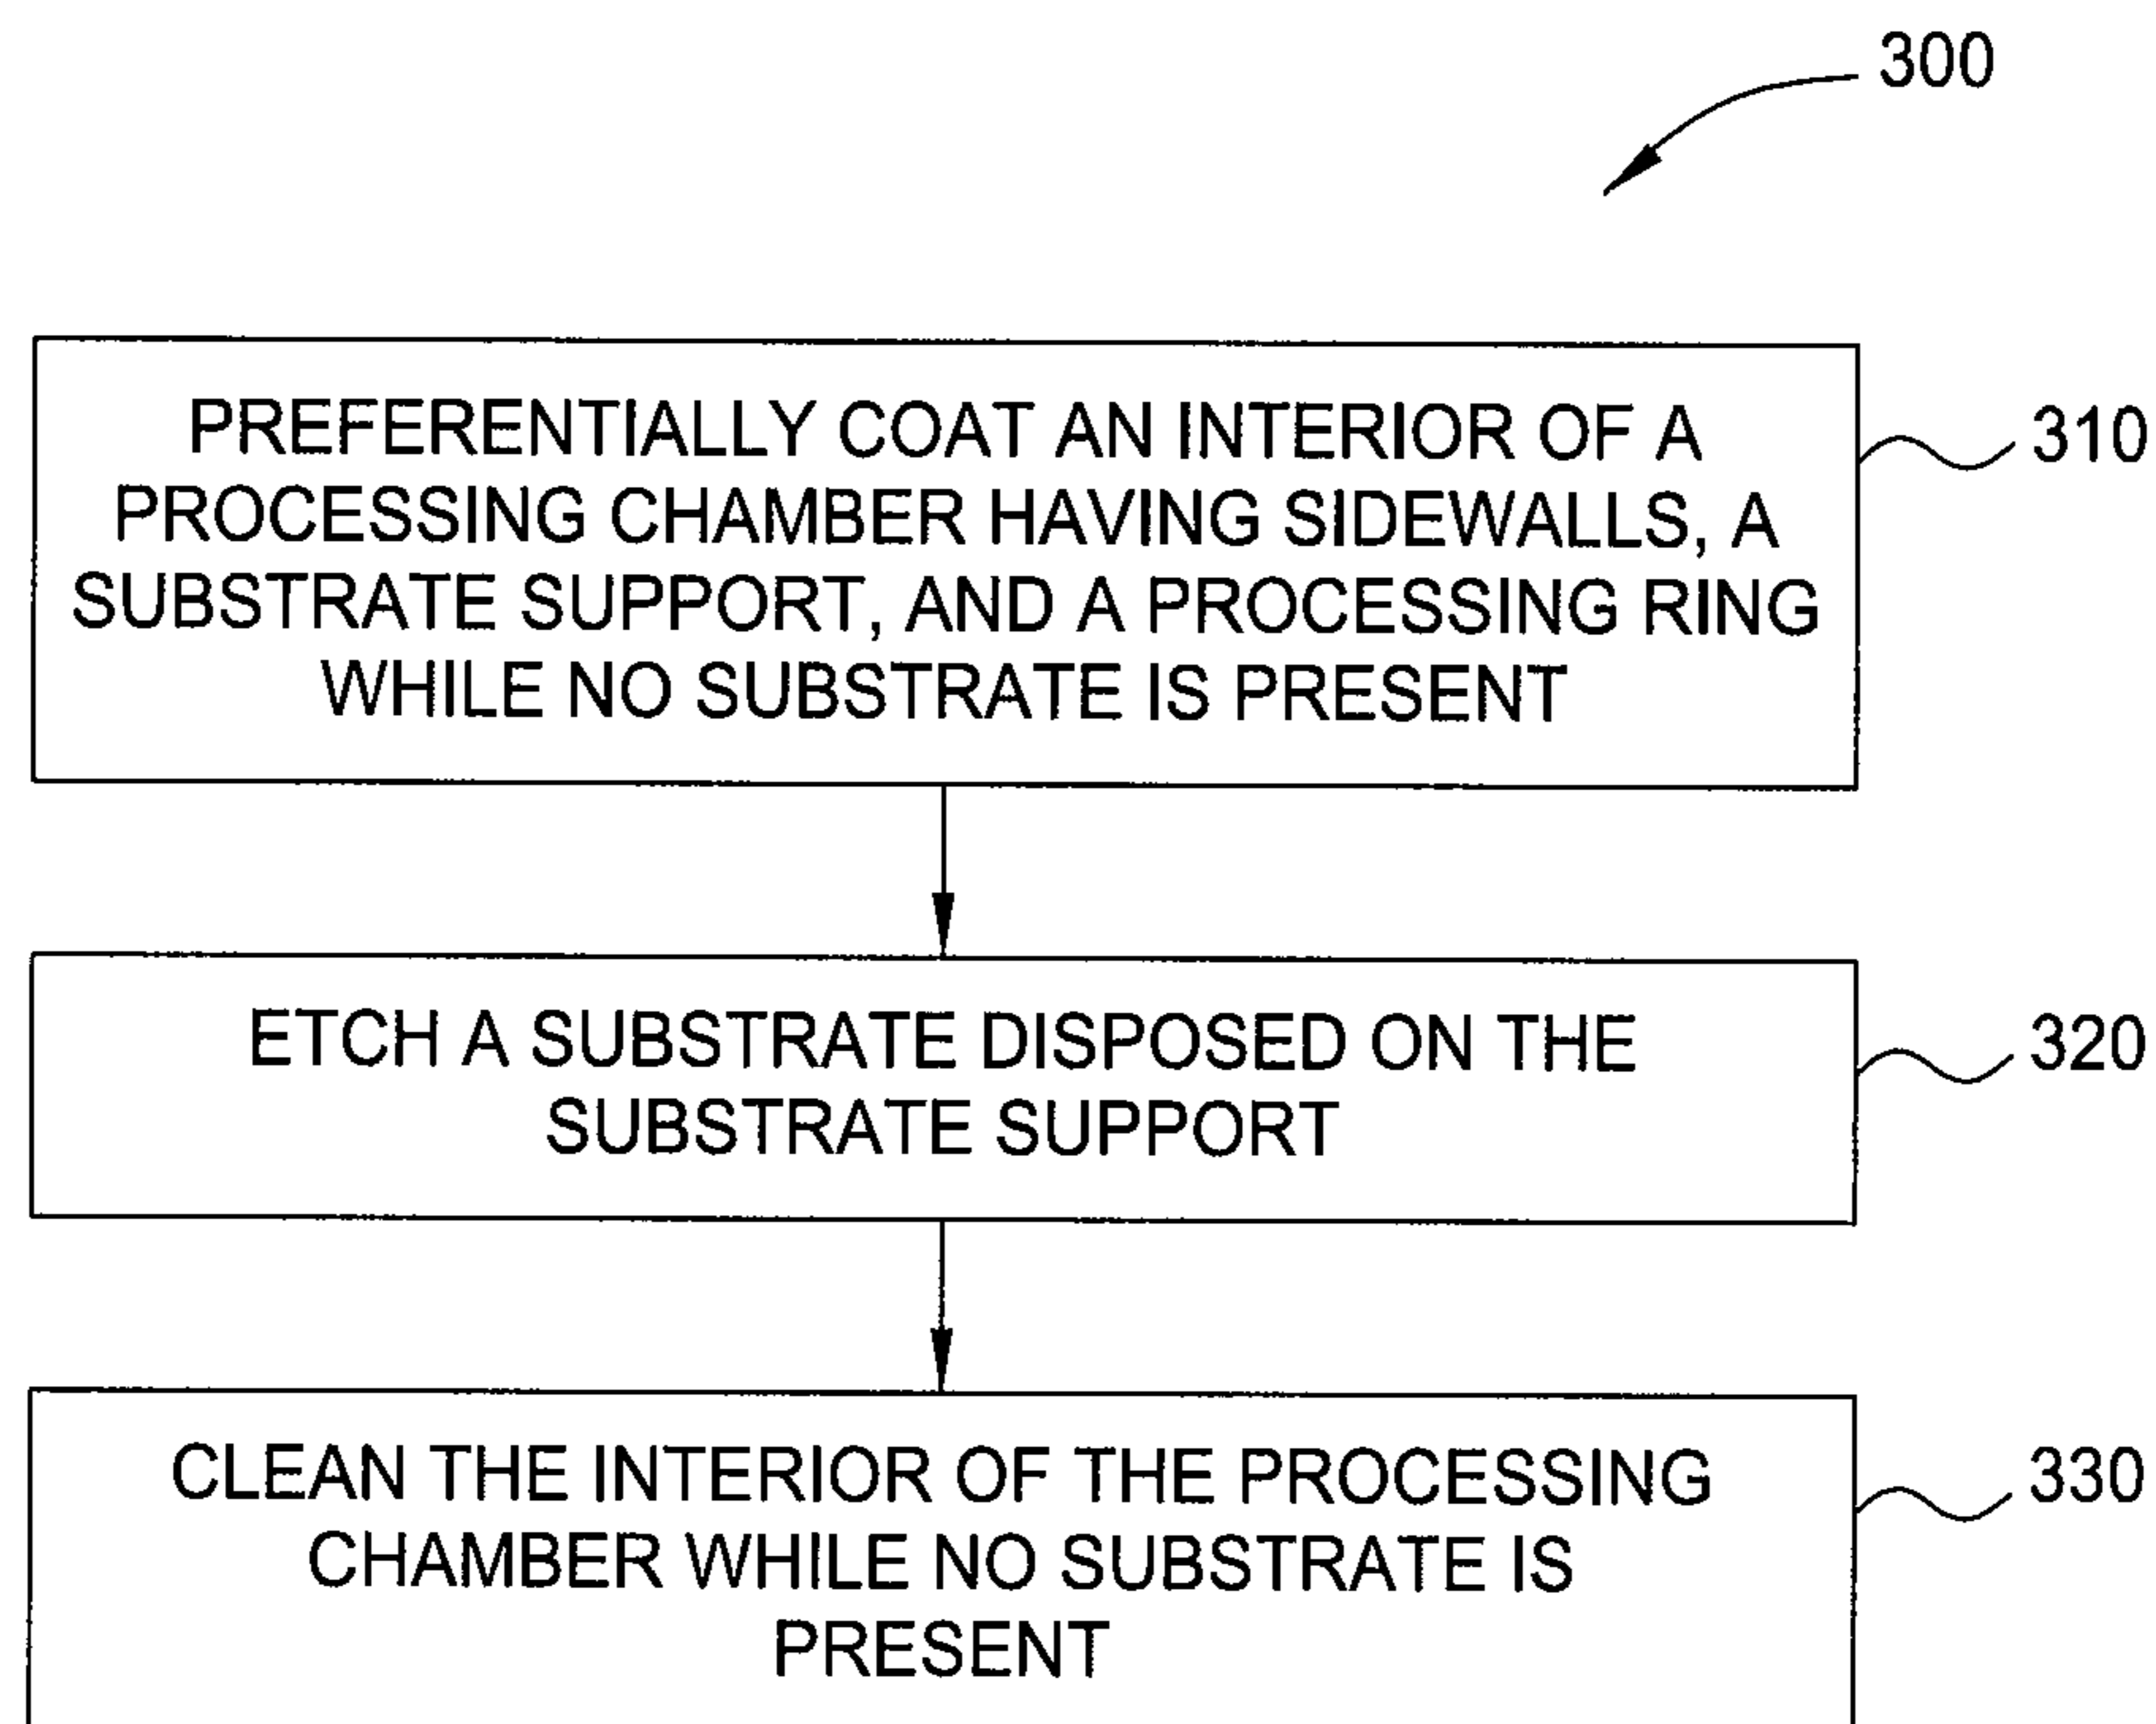 300
PREFERENTIALLY COAT AN INTERIOR OF A
PROCESSING CHAMBER HAVING SIDEWALLS, A
SUBSTRATE SUPPORT, AND A PROCESSING RING
WHILE NO SUBSTRATE IS PRESENT
310
ETCH A SUBSTRATE DISPOSED ON THE
SUBSTRATE SUPPORT
320
CLEAN THE INTERIOR OF THE PROCESSING
CHAMBER WHILE NO SUBSTRATE IS
PRESENT
330